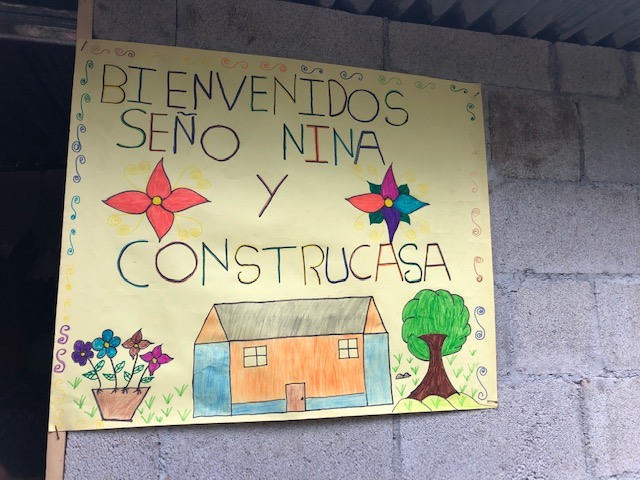 BIENVENIDOS
SEÑO NINA
Y
CONSTRUCASA